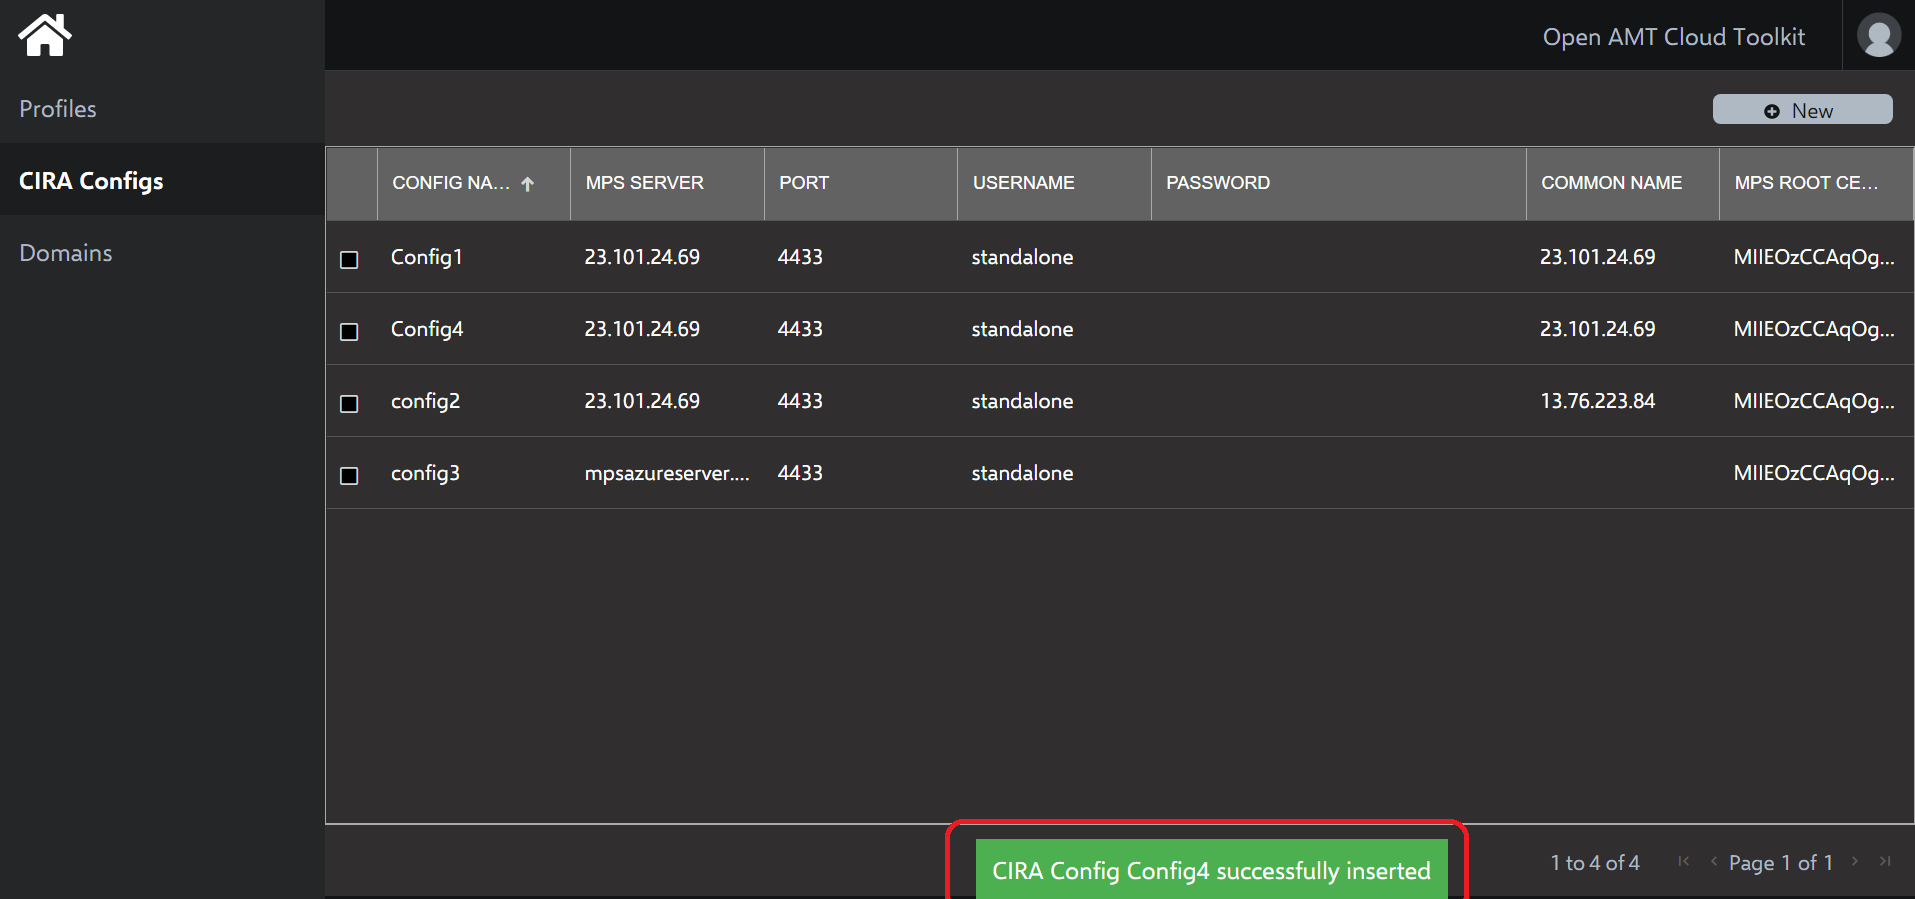 Open AMT Cloud Toolkit
Profiles
CIRA Configs
Domains
New
CONFIG NA... MPS SERVER PORT USERNAME PASSWORD COMMON NAME MPS ROOT CE...
Config1 23.101.24.69 4433 standalone 23.101.24.69 MIIEOzCCAqOg...
Config4 23.101.24.69 4433 standalone 23.101.24.69 MIIEOzCCAqOg...
config2 23.101.24.69 4433 standalone 13.76.223.84 MIIEOzCCAqOg...
config3 mpsazureserver.... 4433 standalone MIIEOzCCAqOg...
CIRA Config Config4 successfully inserted
1 to 4 of 4 Page 1 of 1